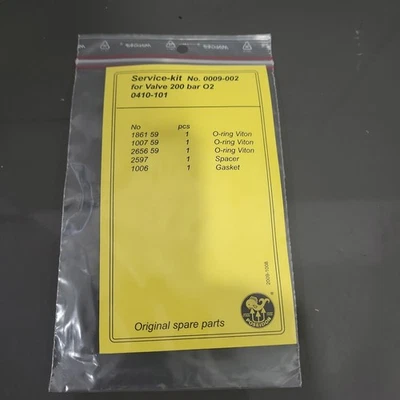 Service-kit No. 0009-002
for Valve 200 bar O2
0410-101
No pcs
1861 59 1 O-ring Viton
1007 59 1 O-ring Viton
2656 59 1 O-ring Viton
2597 1 Spacer
1006 1 Gasket
Original spare parts
POSEIDON
®